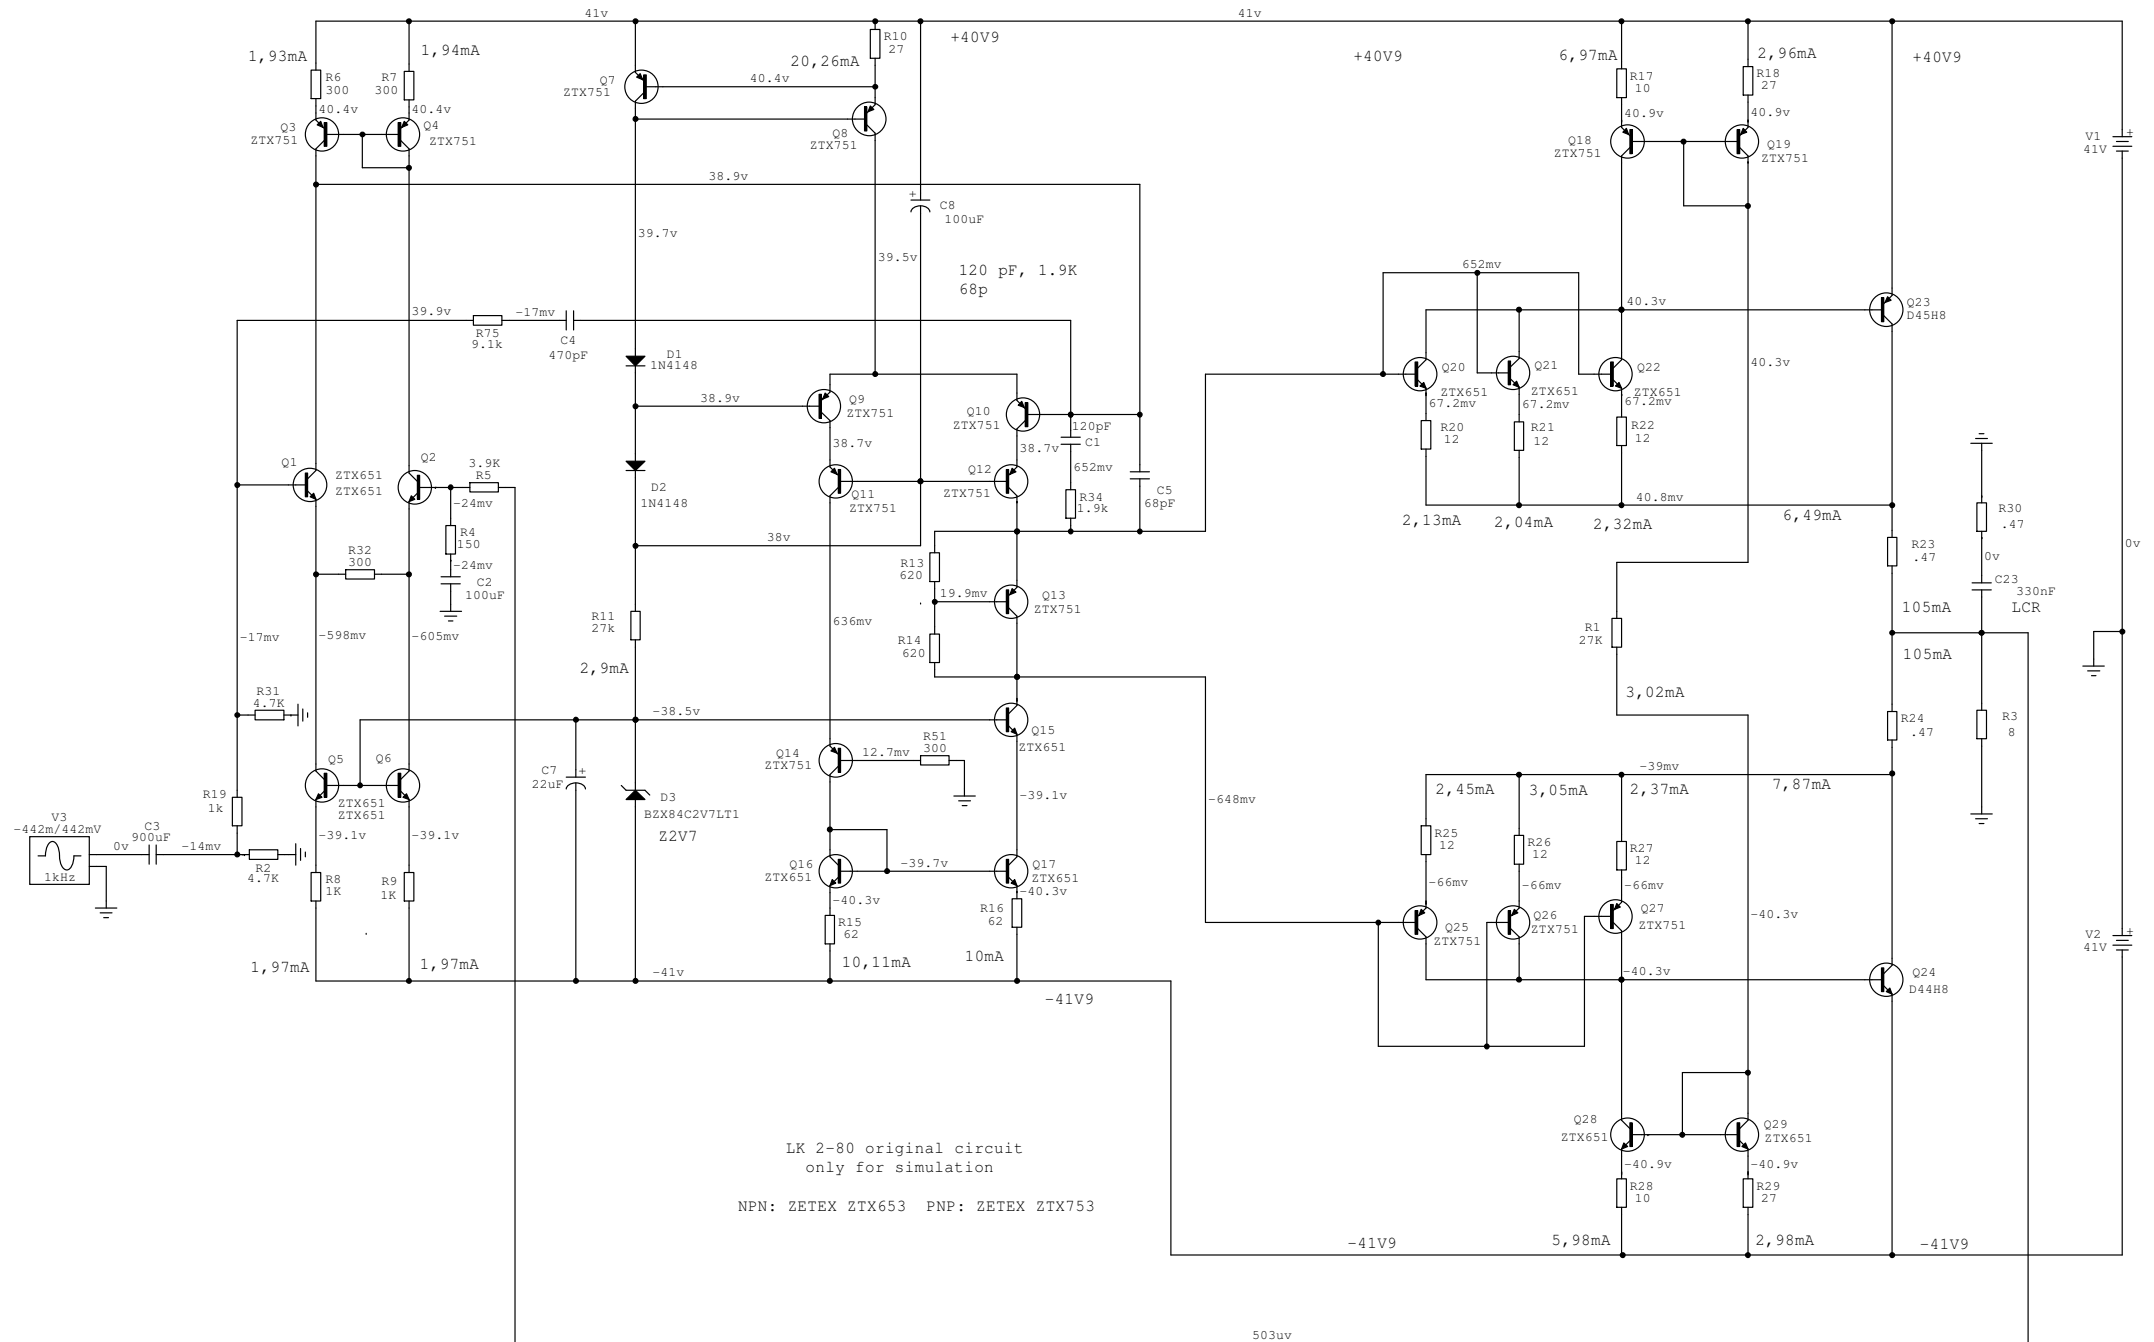 41v
41v
R10
27
+40V9
+40V9
+40V9
1,93mA
1,94mA
20,26mA
6,97mA
2,96mA
R6
300
R7
300
Q7
ZTX751
40.4v
R17
10
R18
27
40.4v
40.4v
40.9v
40.9v
Q3
ZTX751
Q4
ZTX751
Q8
ZTX751
Q18
ZTX751
Q19
ZTX751
V1
41V
+
38.9v
+
C8
100uF
39.7v
39.5v
120 pF, 1.9K
68p
652mv
39.9v
-17mv
R75
9.1k
C4
470pF
40.3v
Q23
D45H8
D1
1N4148
40.3v
Q20
ZTX651
Q21
ZTX651
Q22
ZTX651
38.9v
Q9
ZTX751
Q10
ZTX751
67.2mv
67.2mv
67.2mv
120pF
C1
R20
12
R21
12
R22
12
38.7v
38.7v
Q1
ZTX651
ZTX651
Q2
3.9K
R5
652mv
D2
1N4148
Q11
ZTX751
Q12
ZTX751
C5
68pF
-24mv
R34
1.9k
40.8mv
R30
.47
2,13mA
2,04mA
2,32mA
6,49mA
R4
150
38v
R32
300
R23
.47
0v
0v
-24mv
C2
100uF
R13
620
C23
330nF
19.9mv
Q13
ZTX751
105mA
LCR
-17mv
-598mv
-605mv
R11
27k
636mv
R14
620
R1
27K
105mA
2,9mA
3,02mA
R31
4.7K
-38.5v
Q15
ZTX651
R24
.47
R3
8
Q5
ZTX651
ZTX651
Q6
C7
22uF
+
Q14
ZTX751
12.7mv
R51
300
-39mv
2,45mA
3,05mA
2,37mA
7,87mA
R19
1k
D3
BZX84C2V7LT1
Z2V7
-39.1v
-648mv
V3
-442m/442mV
1kHz
0v
C3
900uF
-14mv
R2
4.7K
-39.1v
-39.1v
R25
12
R26
12
R27
12
R8
1K
R9
1K
Q16
ZTX651
-39.7v
Q17
ZTX651
-66mv
-66mv
-66mv
-40.3v
-40.3v
R15
62
R16
62
Q25
ZTX751
Q26
ZTX751
Q27
ZTX751
-40.3v
V2
41V
+
1,97mA
1,97mA
10,11mA
10mA
-41v
-40.3v
Q24
D44H8
-41V9
Q28
ZTX651
Q29
ZTX651
LK 2-80 original circuit
only for simulation
-40.9v
-40.9v
R28
10
R29
27
NPN: ZETEX ZTX653 PNP: ZETEX ZTX753
-41V9
5,98mA
2,98mA
-41V9
503uv